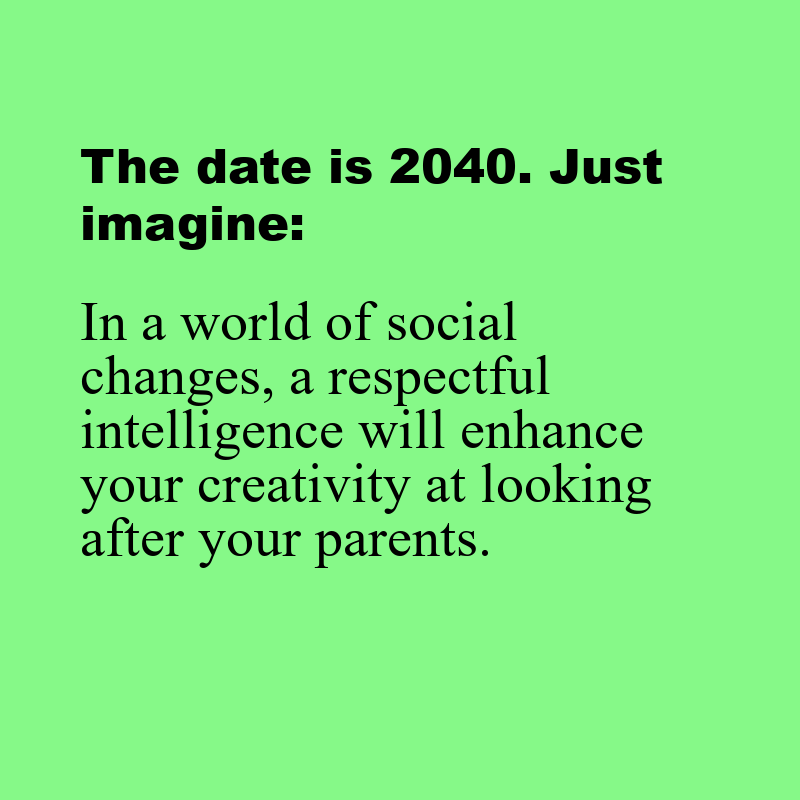 The date is 2040. Just
imagine:
In a world of social
changes, a respectful
intelligence will enhance
your creativity at looking
after your parents.